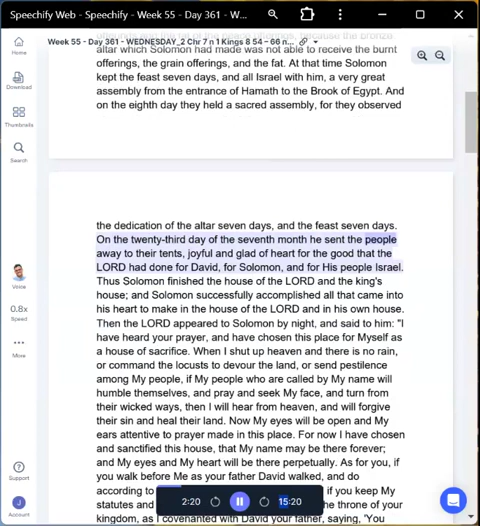 Speechify Web - Speechify - Week 55 - Day 361 - W...
Week 55 - Day 361 - WEDNESDAY_2 Chr 7 n 1 Kings 8 54 – 66 n...
Home
Download
Thumbnails
Search
Voice
0.8x
Speed
More
Support
J
Account
altar which Solomon had made was not able to receive the burnt
offerings, the grain offerings, and the fat. At that time Solomon
kept the feast seven days, and all Israel with him, a very great
assembly from the entrance of Hamath to the Brook of Egypt. And
on the eighth day they held a sacred assembly, for they observed
the dedication of the altar seven days, and the feast seven days.
On the twenty-third day of the seventh month he sent the people
away to their tents, joyful and glad of heart for the good that the
LORD had done for David, for Solomon, and for His people Israel.
Thus Solomon finished the house of the LORD and the king's
house; and Solomon successfully accomplished all that came into
his heart to make in the house of the LORD and in his own house.
Then the LORD appeared to Solomon by night, and said to him: "I
have heard your prayer, and have chosen this place for Myself as
a house of sacrifice. When I shut up heaven and there is no rain,
or command the locusts to devour the land, or send pestilence
among My people, if My people who are called by My name will
humble themselves, and pray and seek My face, and turn from
their wicked ways, then I will hear from heaven, and will forgive
their sin and heal their land. Now My eyes will be open and My
ears attentive to prayer made in this place. For now I have chosen
and sanctified this house, that My name may be there forever;
and My eyes and My heart will be there perpetually. As for you, if
you walk before Me as your father David walked, and do
according to if you keep My
statutes and the throne of your
kingdom, as I covenanted with David your father, saying, 'You
2:20
15:20